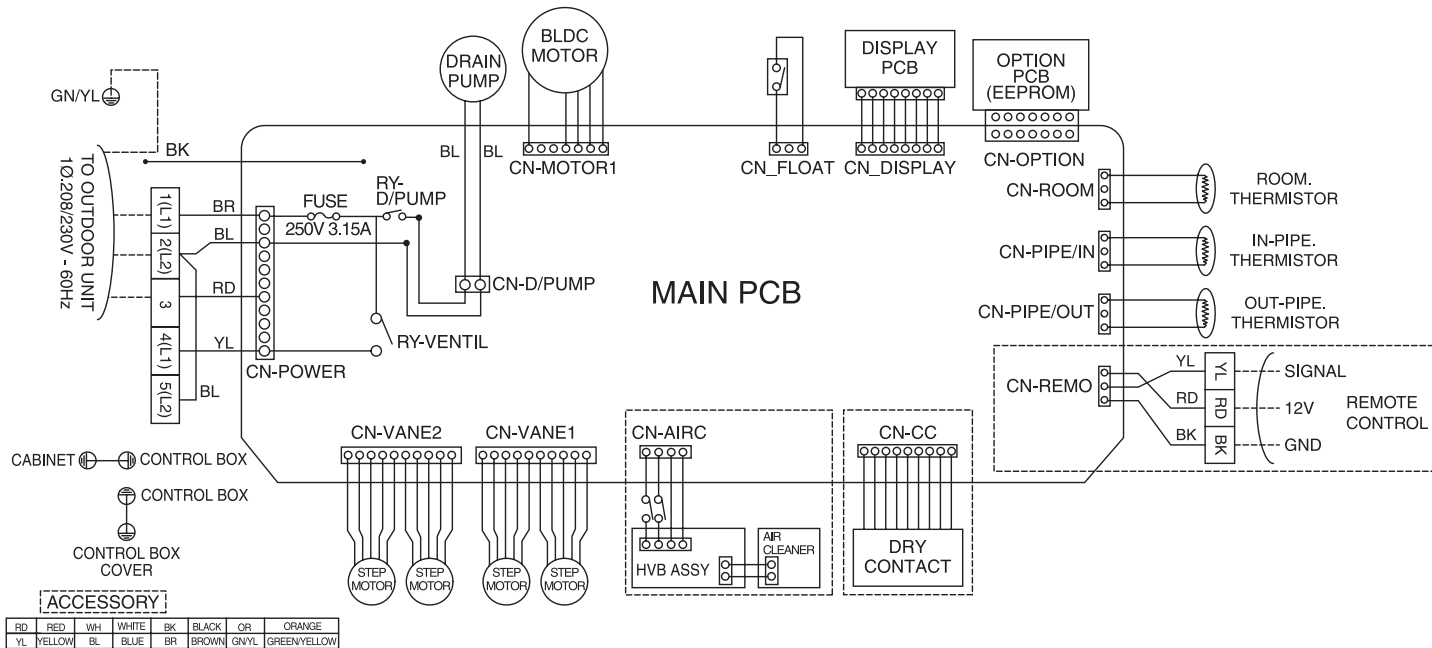 GN/YL
TO OUTDOOR UNIT
1Ø.208/230V - 60Hz
BK
1(L1)
2(L2)
3
4(L1)
5(L2)
BR
BL
RD
YL
BL
CN-POWER
FUSE
250V 3.15A
RY-
D/PUMP
RY-VENTIL
DRAIN
PUMP
BL
BL
CN-D/PUMP
BLDC
MOTOR
CN-MOTOR1
CN_FLOAT
DISPLAY
PCB
CN_DISPLAY
OPTION
PCB
(EEPROM)
CN-OPTION
MAIN PCB
CN-ROOM
ROOM.
THERMISTOR
CN-PIPE/IN
IN-PIPE.
THERMISTOR
CN-PIPE/OUT
OUT-PIPE.
THERMISTOR
CN-REMO
YL
RD
BK
YL
RD
BK
SIGNAL
12V
GND
REMOTE
CONTROL
CABINET
CONTROL BOX
CONTROL BOX
CONTROL BOX
COVER
CN-VANE2
STEP
MOTOR
STEP
MOTOR
CN-VANE1
STEP
MOTOR
STEP
MOTOR
CN-AIRC
HVB ASSY
AIR
CLEANER
CN-CC
DRY
CONTACT
ACCESSORY
RD RED WH WHITE BK BLACK OR ORANGE
YL YELLOW BL BLUE BR BROWN GN/YL GREEN/YELLOW